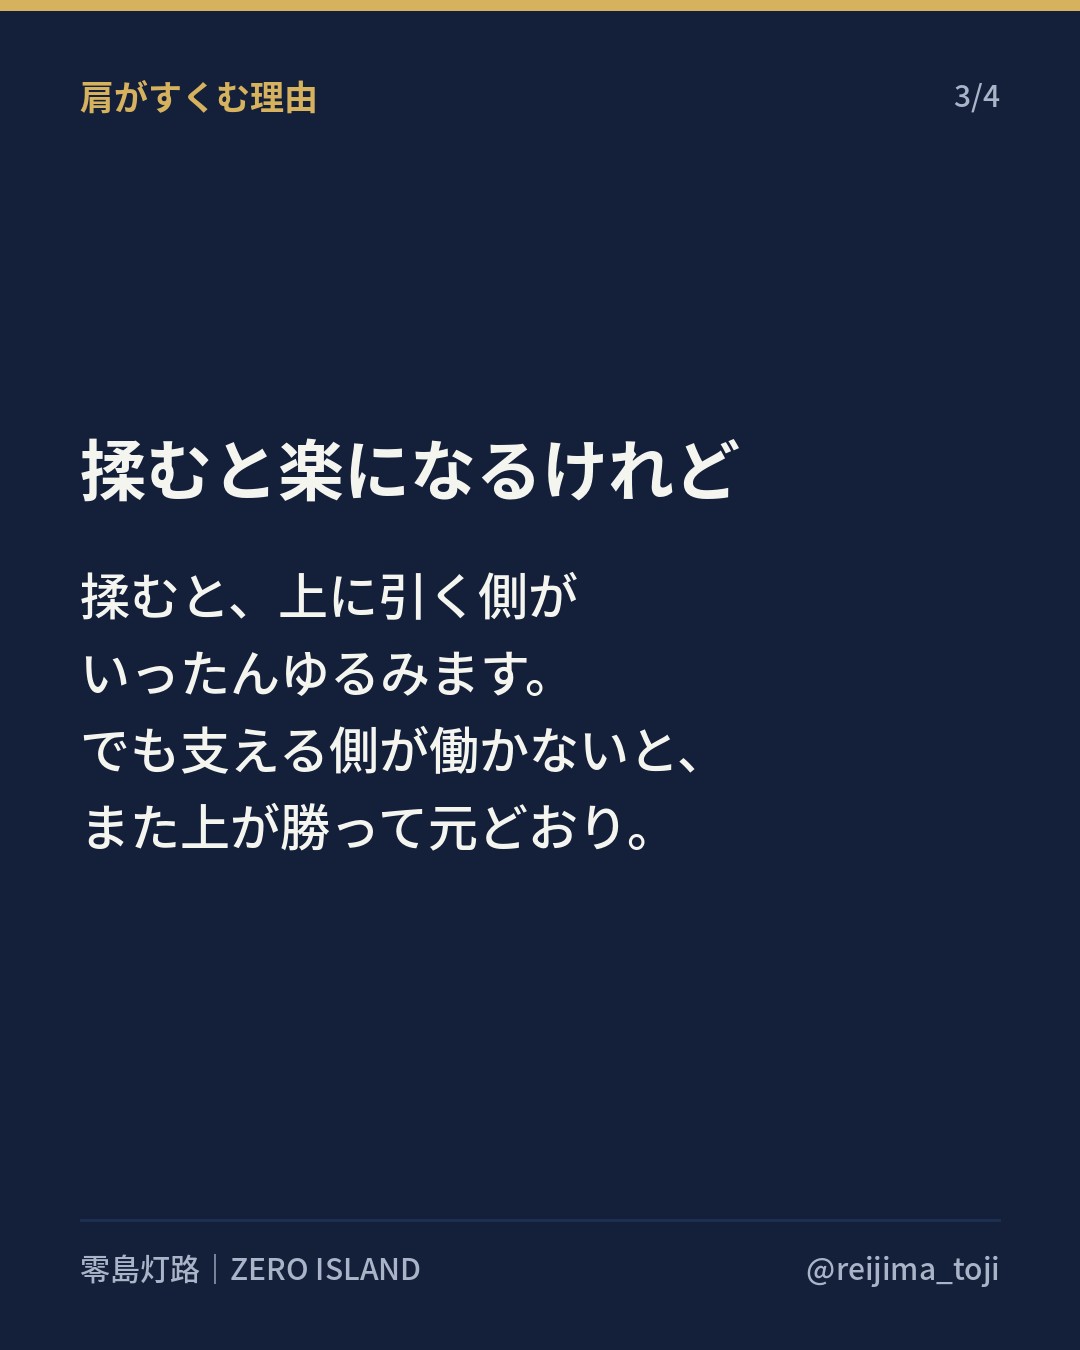 肩がすくむ理由
3/4
揉むと楽になるけれど
揉むと、上に引く側が
いったんゆるみます。
でも支える側が働かないと、
また上が勝って元どおり。
零島灯路｜ZERO ISLAND
@reijima_toji